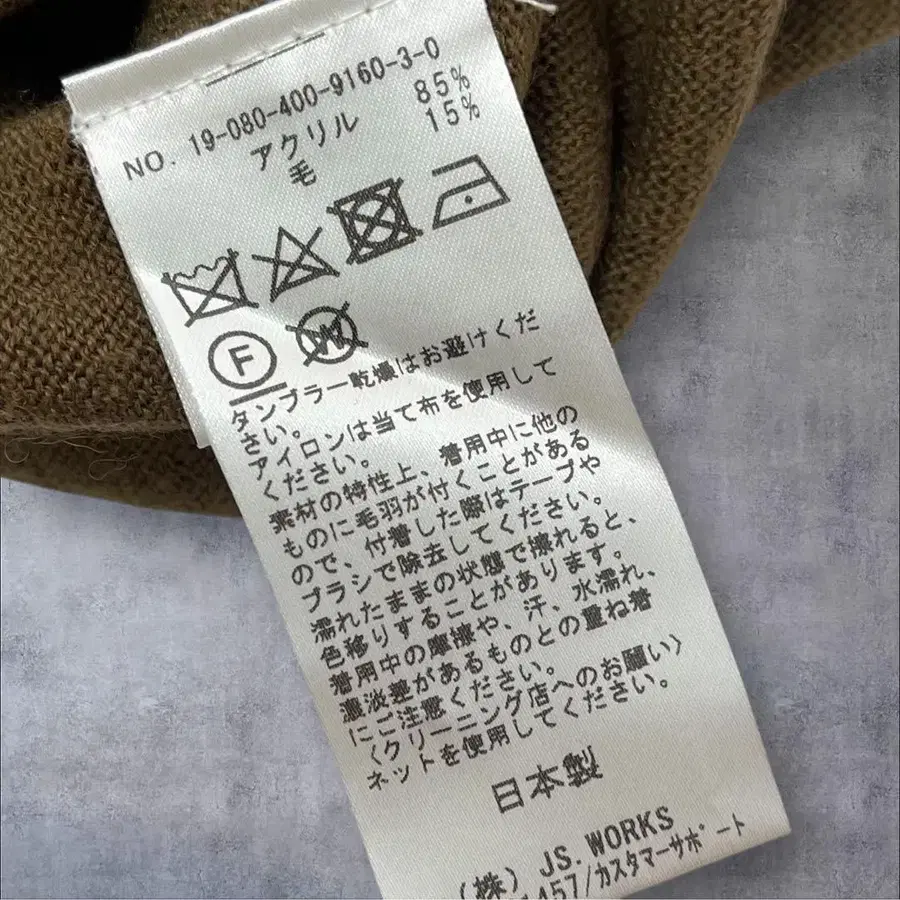 NO. 19-080-400-9160-3-0
アクリル 85%
毛 15%
F W
タンブラー乾燥はお避けくだ
さい。
アイロンは当て布を使用して
ください。
素材の特性上、着用中に他の
ものに毛羽が付くことがある
ので、付着した際はテープや
ブラシで除去してください。
濡れたままの状態で擦れると、
色移りすることがあります。
着用中の摩擦や、汗、水濡れ、
濃淡差があるものとの重ね着
にご注意ください。
〈クリーニング店へのお願い〉
ネットを使用してください。
日本製
(株) JS.WORKS
457/カスタマーサポート